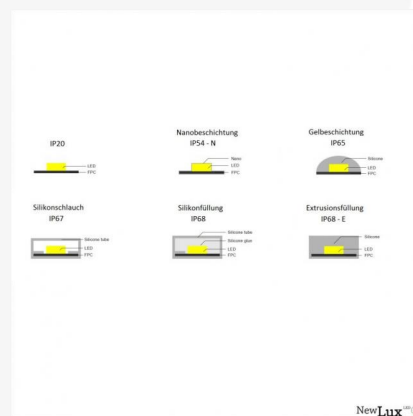 IP20
LED
FPC
Nanobeschichtung
IP54 - N
Nano
LED
FPC
Gelbeschichtung
IP65
Silicone
LED
FPC
Silikonschlauch
IP67
Silicone tube
LED
FPC
Silikonfüllung
IP68
Silicone tube
Silicone glue
LED
FPC
Extrusionsfüllung
IP68 - E
Silicone
LED
FPC
NewLux